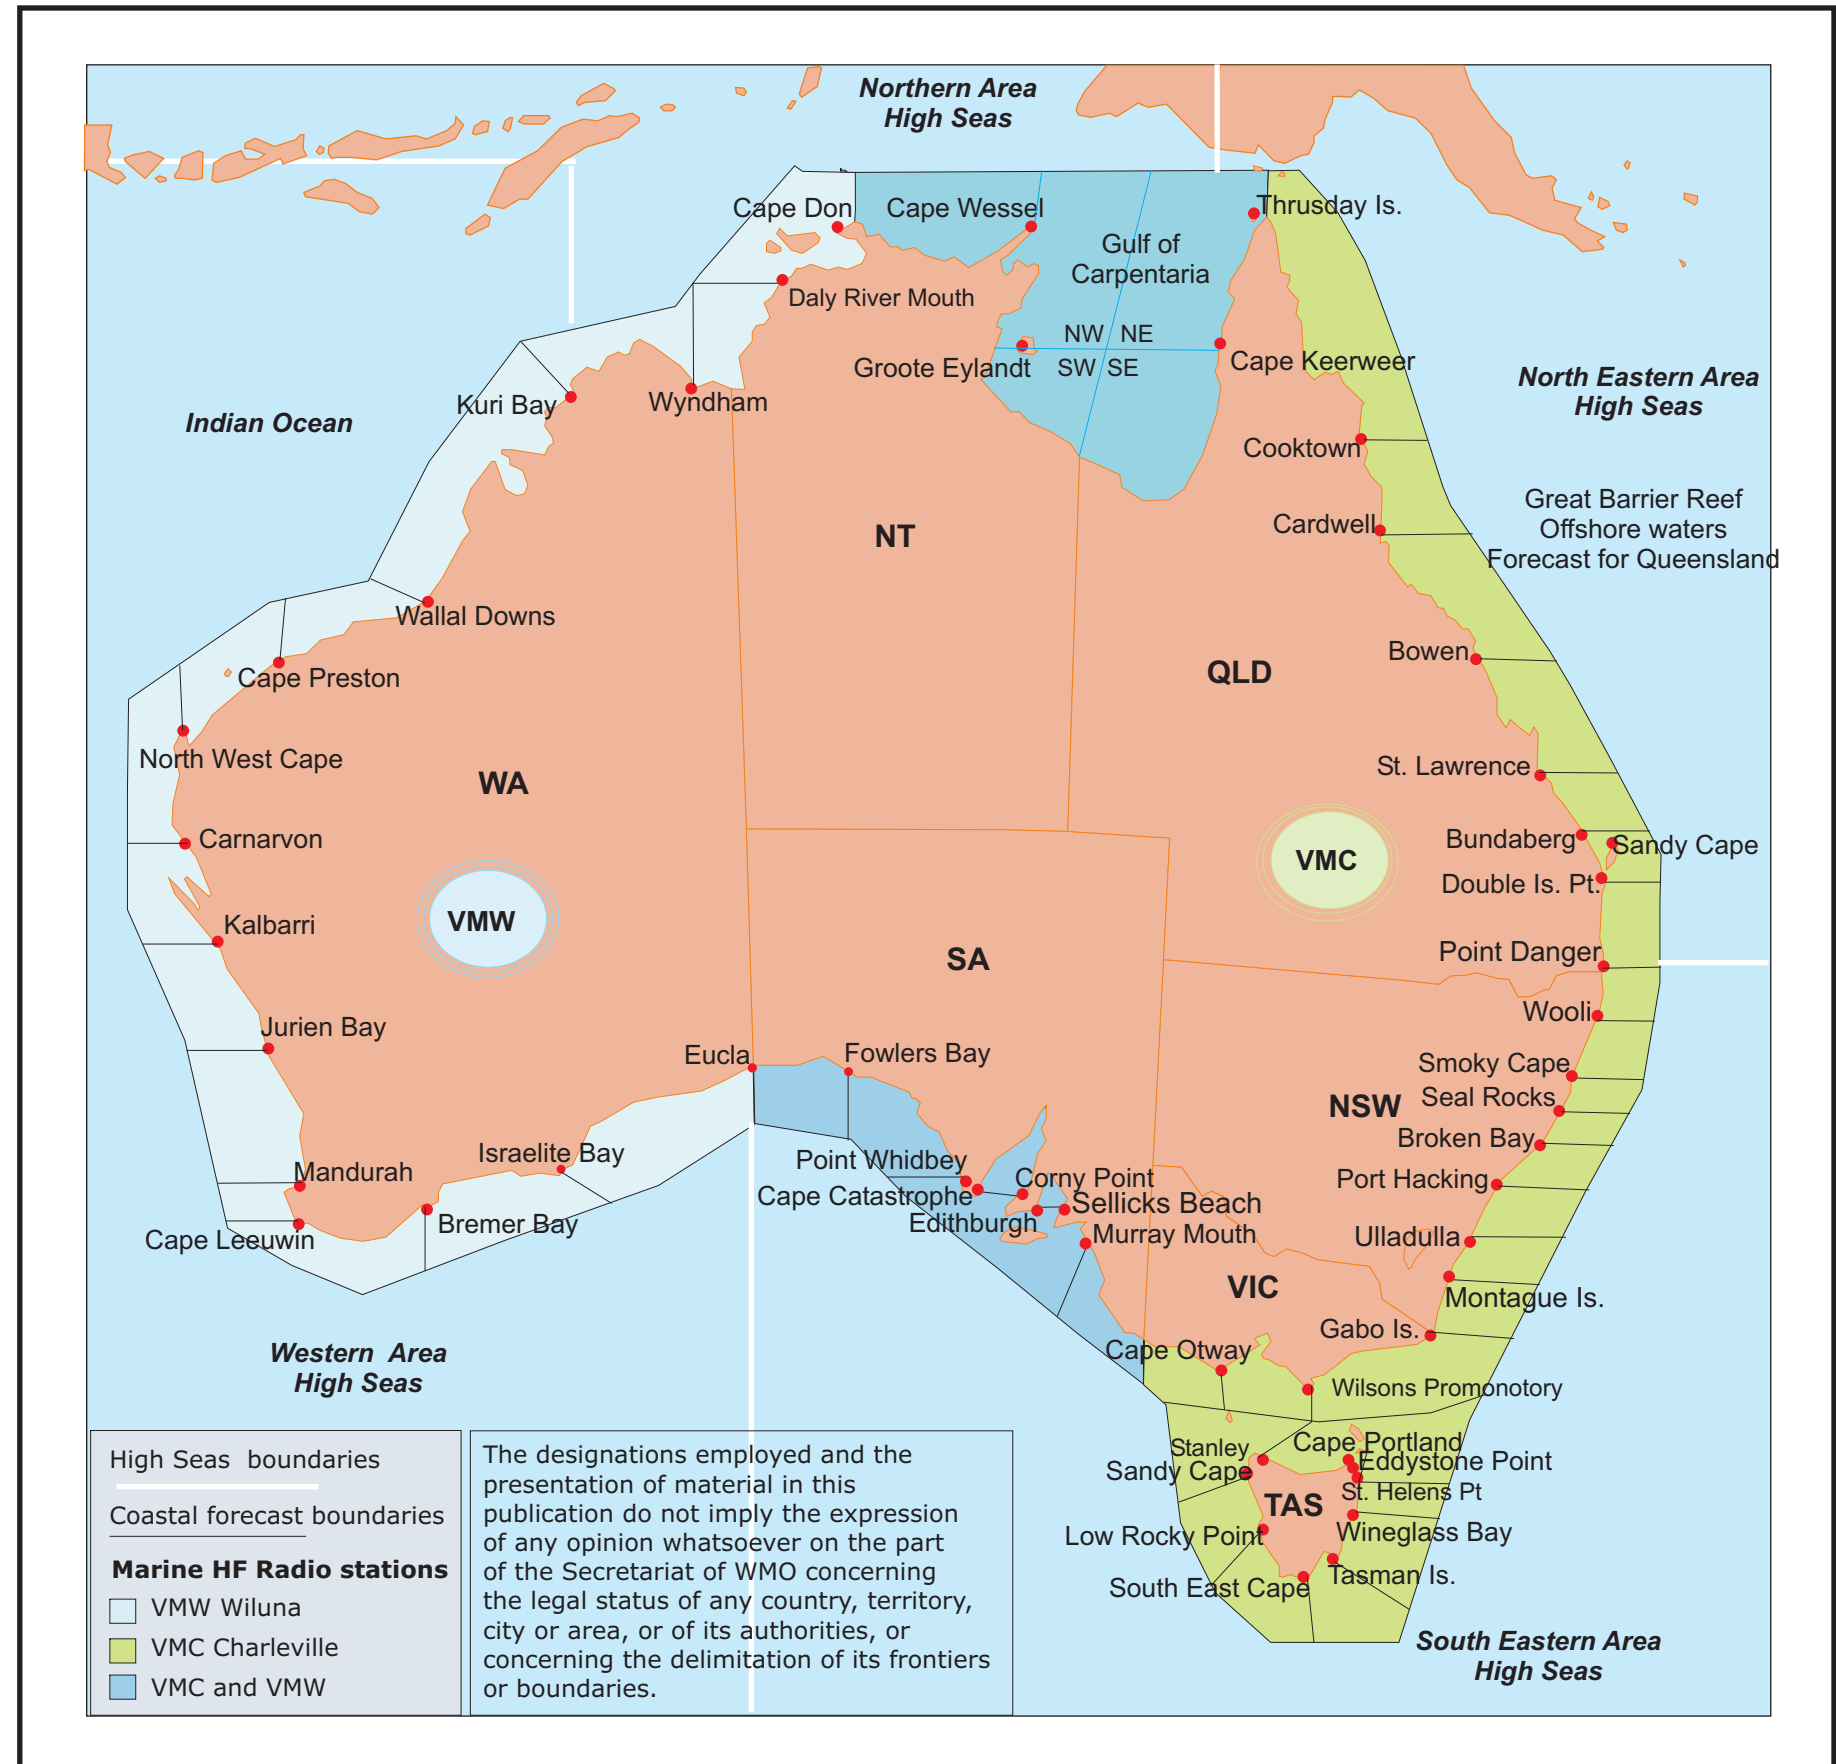 Northern Area
High Seas
Cape Don
Cape Wessel
Thrusday Is.
Gulf of
Carpentaria
Daly River Mouth
NW
NE
SW
SE
Groote Eylandt
Cape Keerweer
North Eastern Area
High Seas
Kuri Bay
Wyndham
Indian Ocean
Cooktown
Great Barrier Reef
Offshore waters
Forecast for Queensland
Cardwell
NT
Wallal Downs
Bowen
QLD
Cape Preston
North West Cape
St. Lawrence
WA
Carnarvon
Bundaberg
Sandy Cape
VMC
Double Is. Pt.
Kalbarri
VMW
Point Danger
SA
Wooli
Jurien Bay
Eucla
Fowlers Bay
Smoky Cape
Seal Rocks
NSW
Broken Bay
Israelite Bay
Point Whidbey
Mandurah
Corny Point
Port Hacking
Cape Catastrophe
Sellicks Beach
Edithburgh
Bremer Bay
Murray Mouth
Cape Leeuwin
Ulladulla
VIC
Montague Is.
Gabo Is.
Western Area
High Seas
Cape Otway
Wilsons Promonotory
Stanley
Cape Portland
Sandy Cape
Eddystone Point
St. Helens Pt
TAS
Low Rocky Point
Wineglass Bay
South East Cape
Tasman Is.
South Eastern Area
High Seas
High Seas boundaries
Coastal forecast boundaries
Marine HF Radio stations
VMW Wiluna
VMC Charleville
VMC and VMW
The designations employed and the
presentation of material in this
publication do not imply the expression
of any opinion whatsoever on the part
of the Secretariat of WMO concerning
the legal status of any country, territory,
city or area, or of its authorities, or
concerning the delimitation of its frontiers
or boundaries.